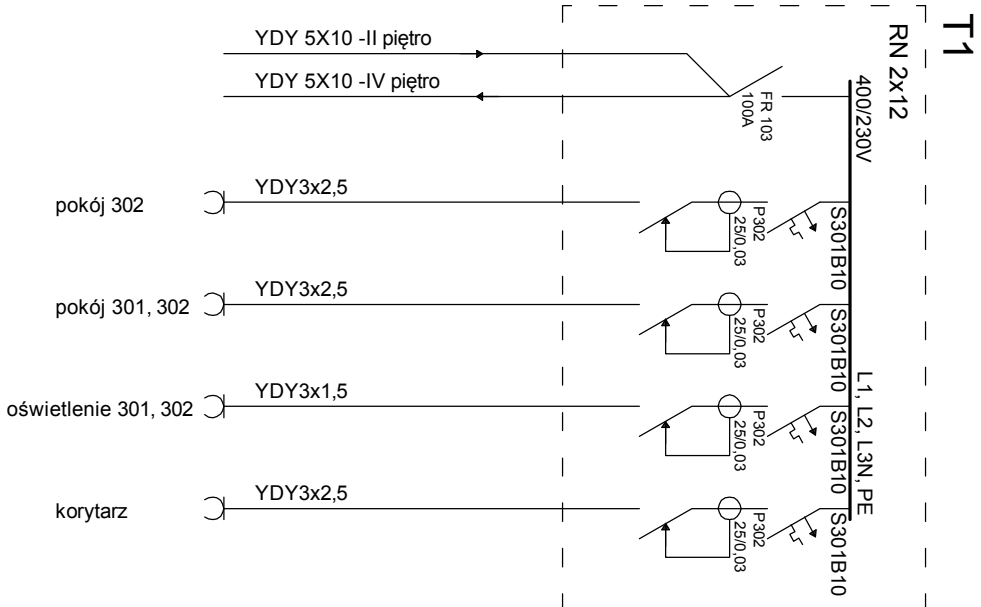 T1
RN 2x12
YDY 5X10 -II piętro
YDY 5X10 -IV piętro
FR 103
100A
400/230V
pokój 302
YDY3x2,5
P302
25/0,03
S301B10
pokój 301, 302
YDY3x2,5
P302
25/0,03
S301B10
L1, L2, L3N, PE
oświetlenie 301, 302
YDY3x1,5
P302
25/0,03
S301B10
korytarz
YDY3x2,5
P302
25/0,03
S301B10